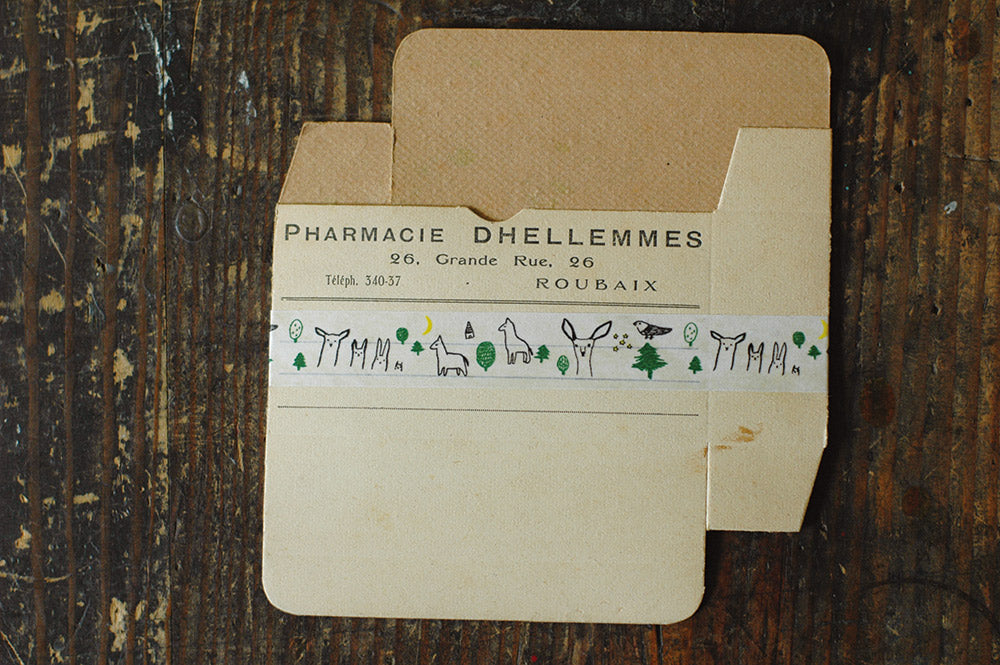 PHARMACIE DHELLEMMES
26, Grande Rue, 26
Téléph. 340-37 ROUBAIX